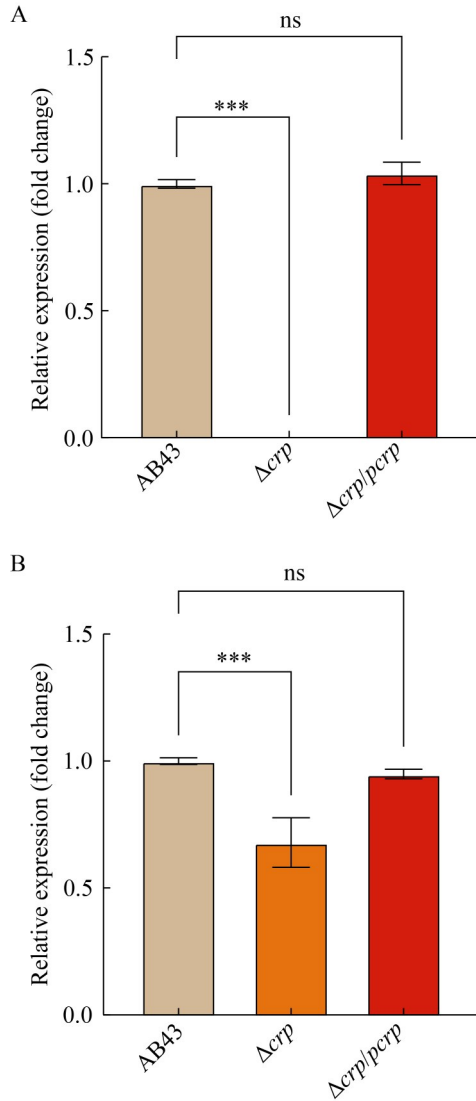 A
ns
***
Relative expression (fold change)
1.5
1.0
0.5
0.0
AB43
Δcrp
Δcrp/pcrp
B
ns
***
Relative expression (fold change)
1.5
1.0
0.5
0.0
AB43
Δcrp
Δcrp/pcrp